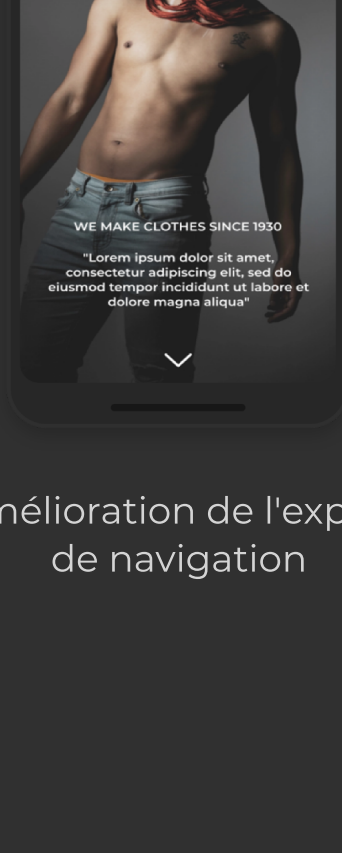 WE MAKE CLOTHES SINCE 1930
"Lorem ipsum dolor sit amet,
consectetur adipiscing elit, sed do
eiusmod tempor incididunt ut labore et
dolore magna aliqua"
mélioration de l'exp
de navigation